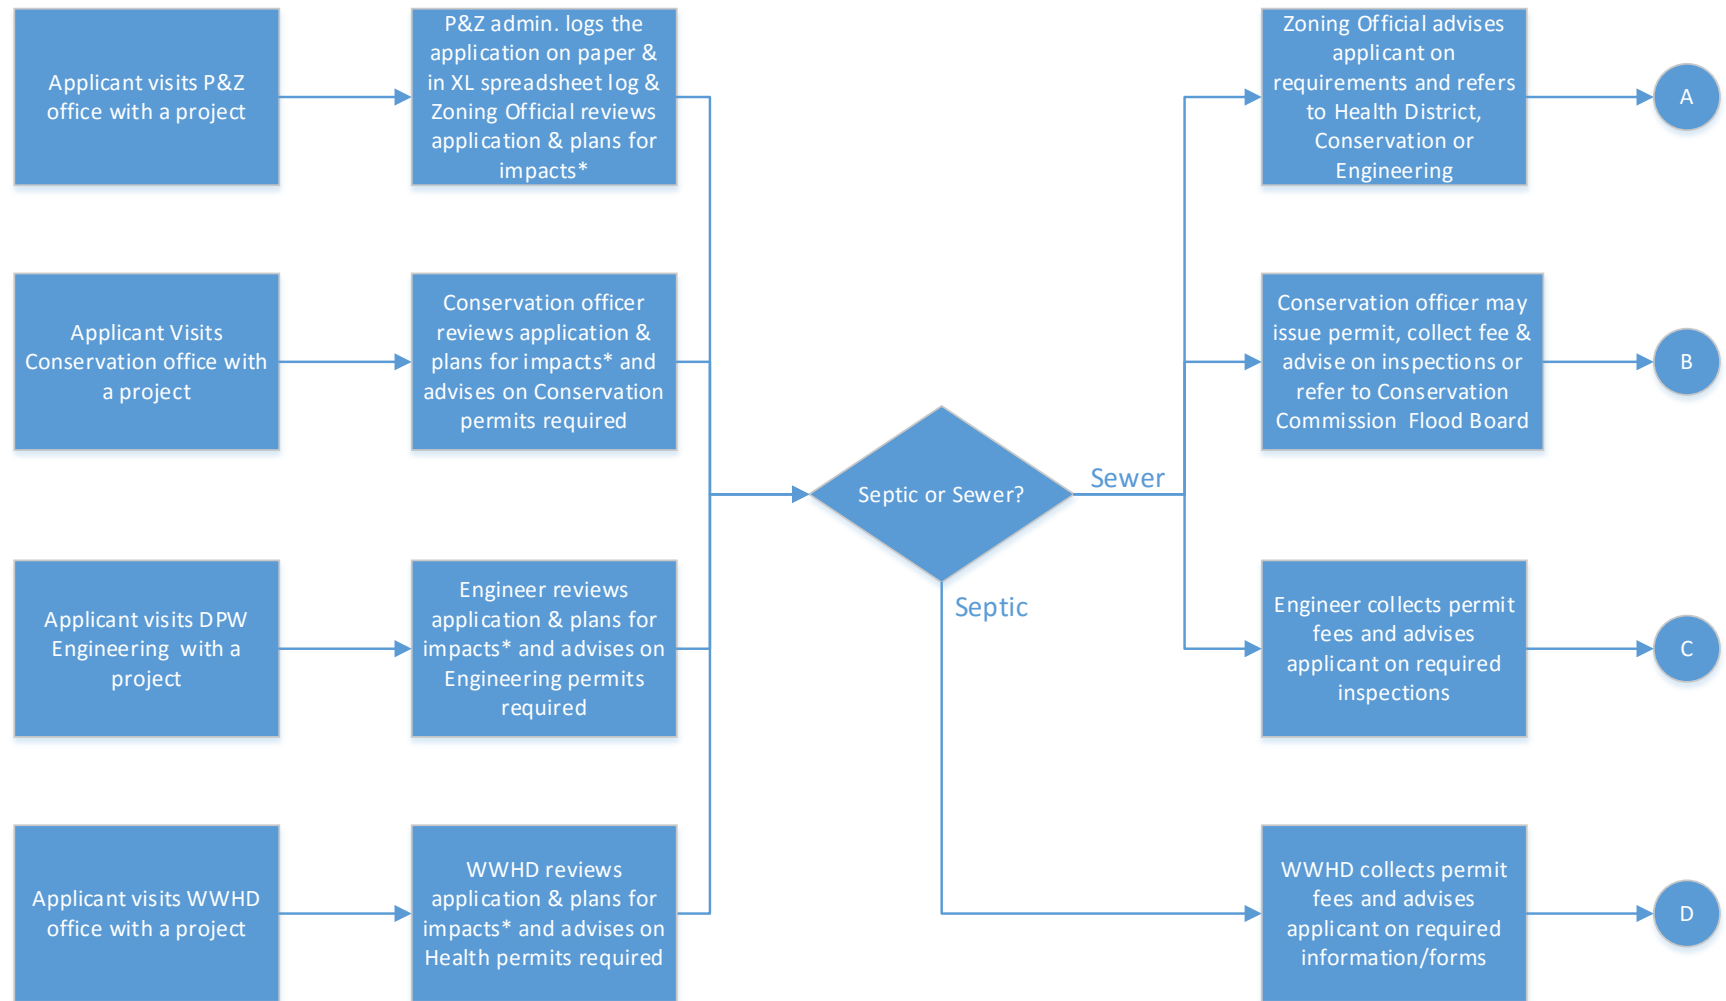 Applicant visits P&Z
office with a project
P&Z admin. logs the
application on paper &
in XL spreadsheet log &
Zoning Official reviews
application & plans for
impacts*
Zoning Official advises
applicant on
requirements and refers
to Health District,
Conservation or
Engineering
A
Applicant Visits
Conservation office with
a project
Conservation officer
reviews application &
plans for impacts* and
advises on Conservation
permits required
Conservation officer may
issue permit, collect fee &
advise on inspections or
refer to Conservation
Commission Flood Board
B
Septic or Sewer?
Sewer
Septic
Applicant visits DPW
Engineering with a
project
Engineer reviews
application & plans for
impacts* and advises on
Engineering permits
required
Engineer collects permit
fees and advises
applicant on required
inspections
C
Applicant visits WWHD
office with a project
WWHD reviews
application & plans for
impacts* and advises on
Health permits required
WWHD collects permit
fees and advises
applicant on required
information/forms
D